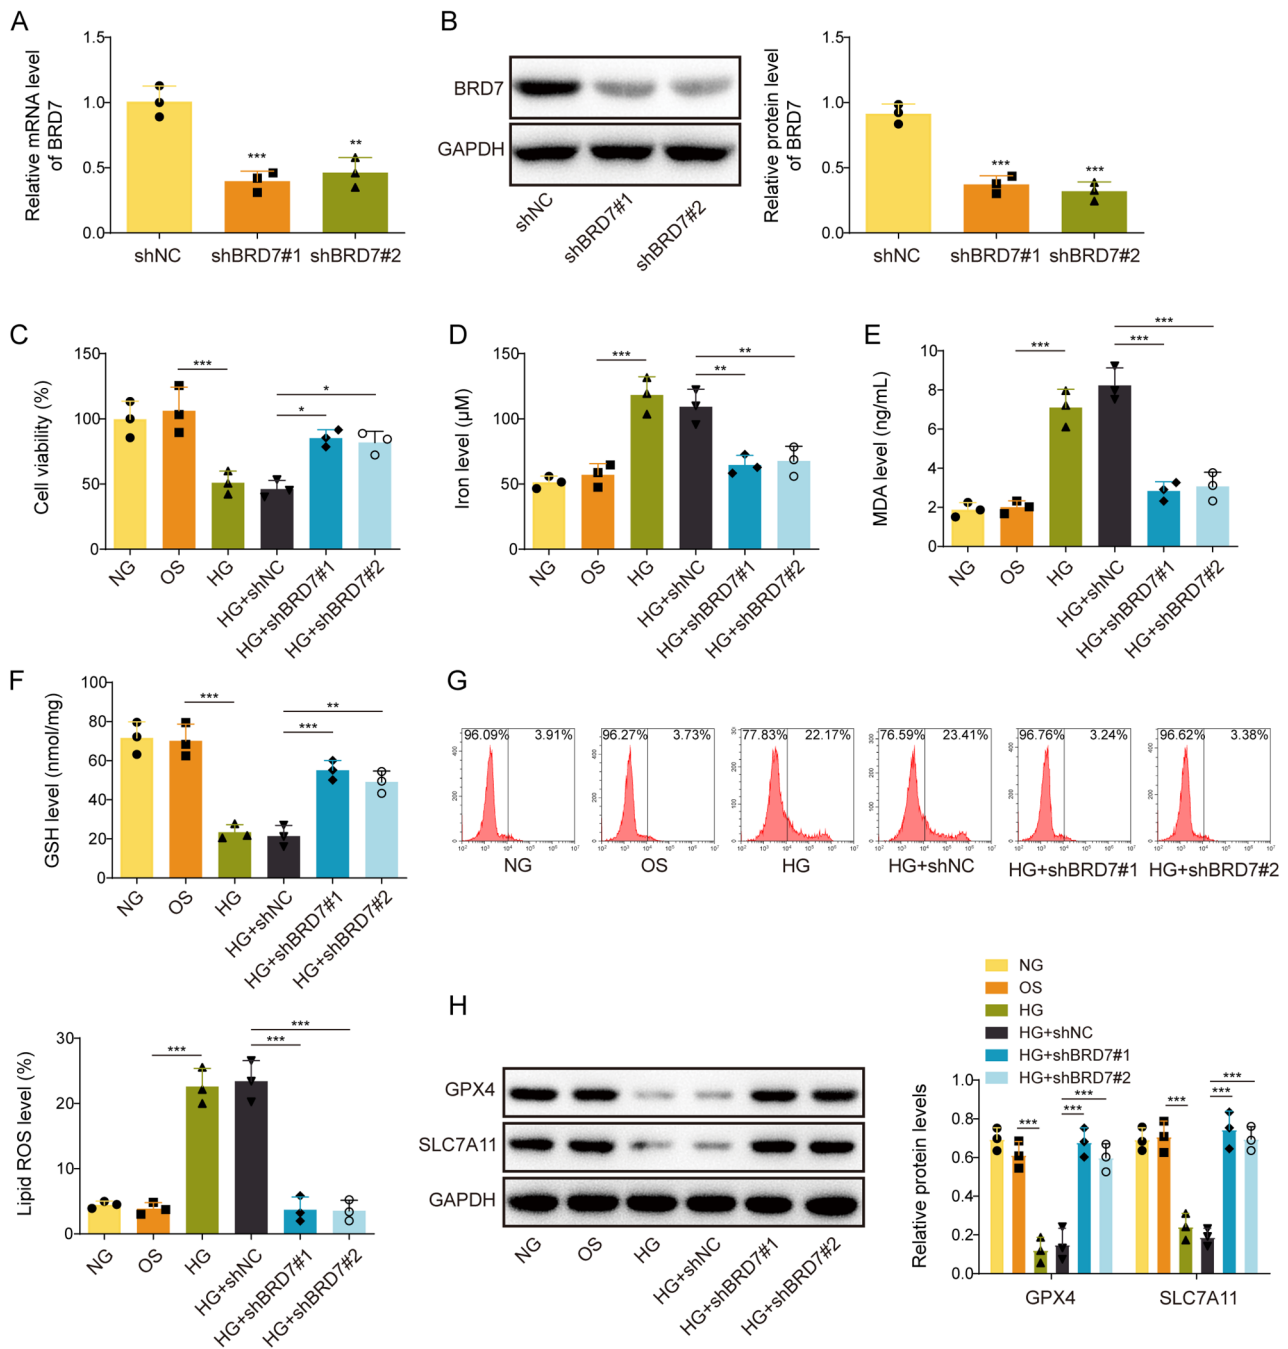 A
Relative mRNA level
of BRD7
1.5
1.0
0.5
0.0
***
**
shNC
shBRD7#1
shBRD7#2
B
BRD7
GAPDH
shNC
shBRD7#1
shBRD7#2
Relative protein level
of BRD7
1.5
1.0
0.5
0.0
***
***
shNC
shBRD7#1
shBRD7#2
C
Cell viability (%)
150
100
50
0
***
*
*
NG
OS
HG
HG+shNC
HG+shBRD7#1
HG+shBRD7#2
D
Iron level (μM)
150
100
50
0
***
**
**
NG
OS
HG
HG+shNC
HG+shBRD7#1
HG+shBRD7#2
E
MDA level (ng/mL)
10
8
6
4
2
0
***
***
***
NG
OS
HG
HG+shNC
HG+shBRD7#1
HG+shBRD7#2
F
GSH level (nmol/mg)
100
80
60
40
20
0
***
**
***
NG
OS
HG
HG+shNC
HG+shBRD7#1
HG+shBRD7#2
G
96.09% 3.91%
96.27% 3.73%
77.83% 22.17%
76.59% 23.41%
96.76% 3.24%
96.62% 3.38%
NG
OS
HG
HG+shNC
HG+shBRD7#1
HG+shBRD7#2
Lipid ROS level (%)
30
20
10
0
***
***
***
NG
OS
HG
HG+shNC
HG+shBRD7#1
HG+shBRD7#2
H
GPX4
SLC7A11
GAPDH
NG
OS
HG
HG+shNC
HG+shBRD7#1
HG+shBRD7#2
NG
OS
HG
HG+shNC
HG+shBRD7#1
HG+shBRD7#2
Relative protein levels
1.0
0.8
0.6
0.4
0.2
0.0
***
***
***
***
***
***
GPX4
SLC7A11